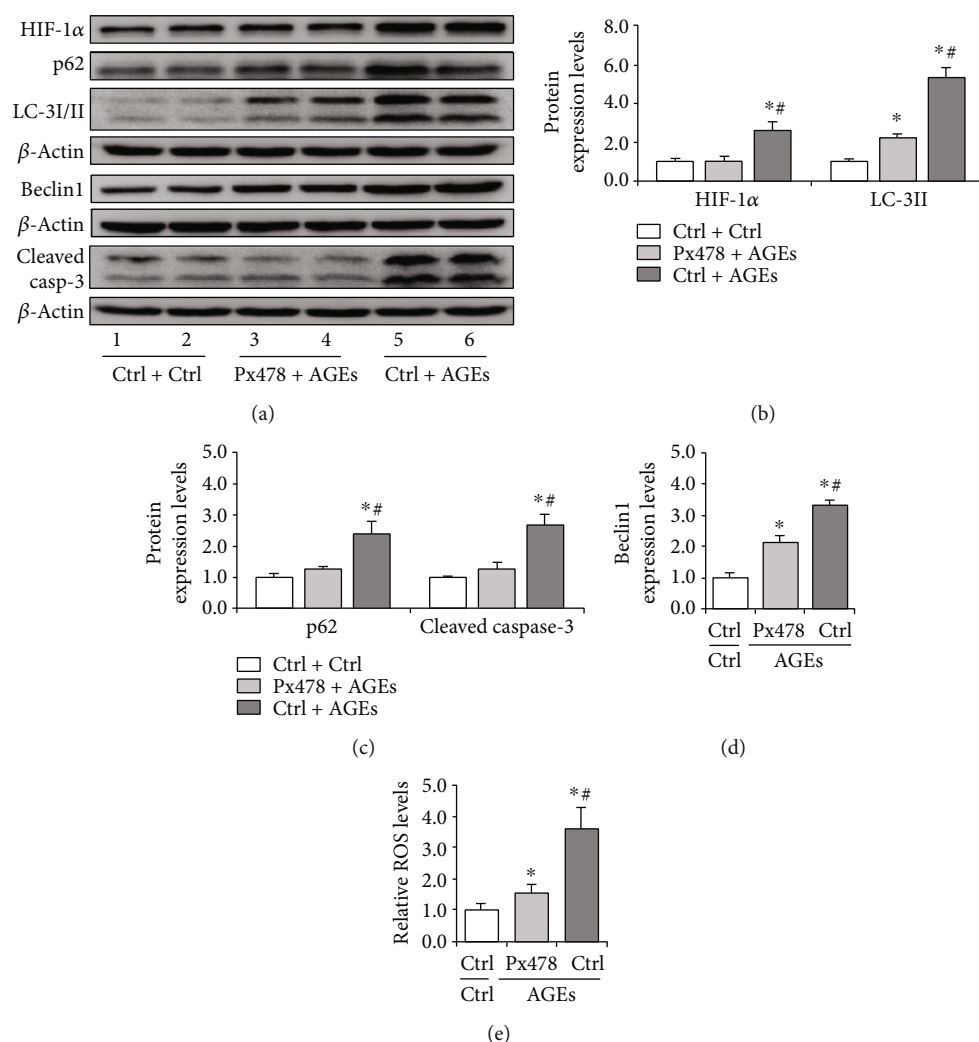 HIF-1α
p62
LC-3I/II
β-Actin
Beclin1
β-Actin
Cleaved
casp-3
β-Actin
1 2 3 4 5 6
Ctrl + Ctrl Px478 + AGEs Ctrl + AGEs
(a)
Protein
expression levels
8.0
6.0
4.0
2.0
0.0
*# * *#
HIF-1α LC-3II
Ctrl + Ctrl
Px478 + AGEs
Ctrl + AGEs
(b)
Protein
expression levels
5.0
4.0
3.0
2.0
1.0
0.0
*# *#
p62 Cleaved caspase-3
Ctrl + Ctrl
Px478 + AGEs
Ctrl + AGEs
(c)
Beclin1
expression levels
5.0
4.0
3.0
2.0
1.0
0.0
* *#
Ctrl Px478 Ctrl
Ctrl AGEs
(d)
Relative ROS levels
5.0
4.0
3.0
2.0
1.0
0.0
* *#
Ctrl Px478 Ctrl
Ctrl AGEs
(e)